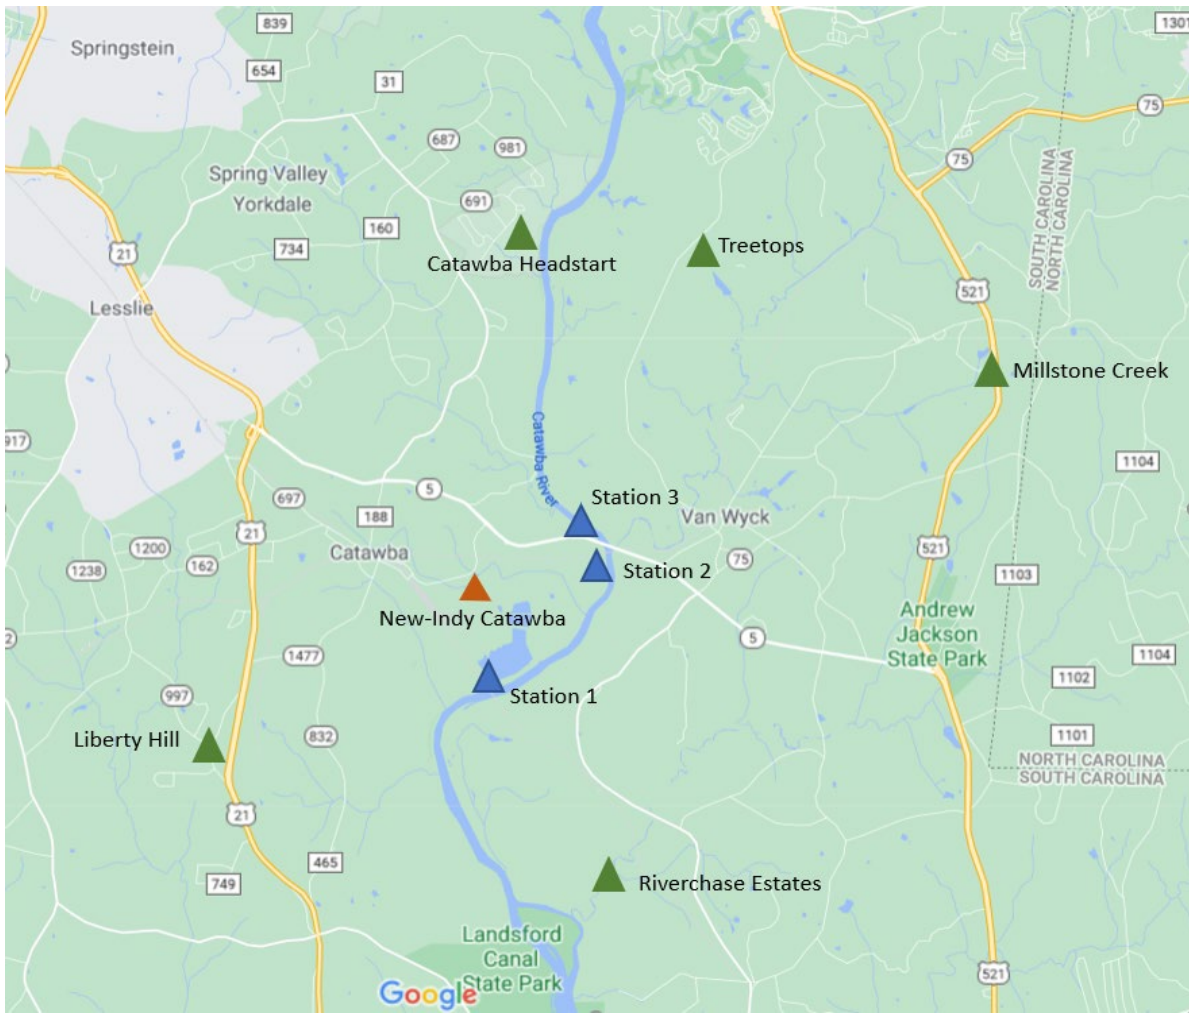 839
1301
Springstein
654
31
75
687
981
75
Spring Valley
Yorkdale
691
160
734
21
Catawba Headstart
Treetops
SOUTH CAROLINA
NORTH CAROLINA
521
Lesslie
Millstone Creek
917
Catawba River
1104
5
697
Station 3
188
Van Wyck
21
1200
Catawba
162
1238
Station 2
75
521
1103
New-Indy Catawba
Andrew
Jackson
State Park
2
5
1477
1104
1102
Station 1
997
Liberty Hill
832
1101
NORTH CAROLINA
SOUTH CAROLINA
21
465
749
Riverchase Estates
Landsford
Canal
State Park
Google
521